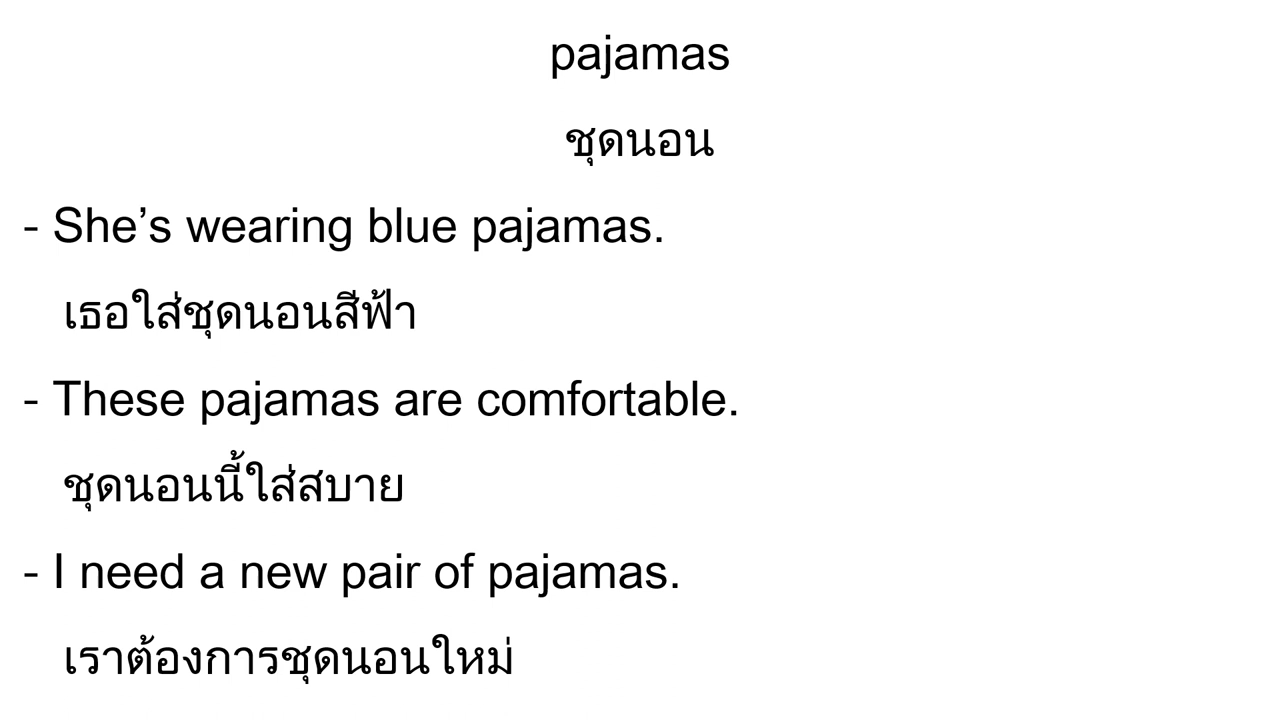 pajamas
ชุดนอน
- She’s wearing blue pajamas.
เธอใส่ชุดนอนสีฟ้า
- These pajamas are comfortable.
ชุดนอนนี้ใส่สบาย
- I need a new pair of pajamas.
เราต้องการชุดนอนใหม่